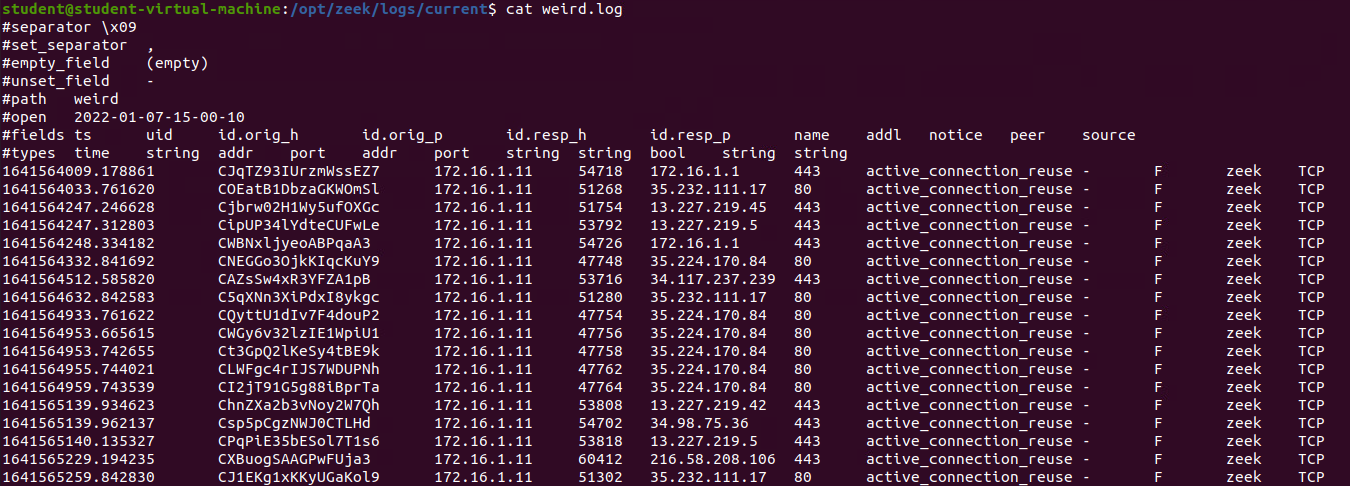 student@student-virtual-machine:/opt/zeek/logs/current$ cat weird.log
#separator \x09
#set_separator ,
#empty_field (empty)
#unset_field -
#path weird
#open 2022-01-07-15-00-10
#fields ts uid id.orig_h id.orig_p id.resp_h id.resp_p name addl notice peer source
#types time string addr port addr port string string bool string string
1641564009.178861 CJqTZ93IUrzmWssEZ7 172.16.1.11 54718 172.16.1.1 443 active_connection_reuse - F zeek TCP
1641564033.761620 COEatB1DbzaGKWOmSl 172.16.1.11 51268 35.232.111.17 80 active_connection_reuse - F zeek TCP
1641564247.246628 Cjbrw02H1Wy5ufOXGc 172.16.1.11 51754 13.227.219.45 443 active_connection_reuse - F zeek TCP
1641564247.312803 CipUP34lYdteCUFwLe 172.16.1.11 53792 13.227.219.5 443 active_connection_reuse - F zeek TCP
1641564248.334182 CWBNxljyeoABPqaA3 172.16.1.11 54726 172.16.1.1 443 active_connection_reuse - F zeek TCP
1641564332.841692 CNEGGo3OjkKIqcKuY9 172.16.1.11 47748 35.224.170.84 80 active_connection_reuse - F zeek TCP
1641564512.585820 CAZsSw4xR3YFZA1pB 172.16.1.11 53716 34.117.237.239 443 active_connection_reuse - F zeek TCP
1641564632.842583 C5qXNn3XiPdxI8ykgc 172.16.1.11 51280 35.232.111.17 80 active_connection_reuse - F zeek TCP
1641564933.761622 CQyttU1dIv7F4douP2 172.16.1.11 47754 35.224.170.84 80 active_connection_reuse - F zeek TCP
1641564953.665615 CWGy6v32lzIE1WpiU1 172.16.1.11 47756 35.224.170.84 80 active_connection_reuse - F zeek TCP
1641564953.742655 Ct3GpQ2lKeSy4tBE9k 172.16.1.11 47758 35.224.170.84 80 active_connection_reuse - F zeek TCP
1641564955.744021 CLWFgc4rIJS7WDUPNh 172.16.1.11 47762 35.224.170.84 80 active_connection_reuse - F zeek TCP
1641564959.743539 CI2jT91G5g88iBprTa 172.16.1.11 47764 35.224.170.84 80 active_connection_reuse - F zeek TCP
1641565139.934623 ChnZXa2b3vNoy2W7Qh 172.16.1.11 53808 13.227.219.42 443 active_connection_reuse - F zeek TCP
1641565139.962137 Csp5pCgzNWJ0CTLHd 172.16.1.11 54702 34.98.75.36 443 active_connection_reuse - F zeek TCP
1641565140.135327 CPqPiE35bESol7T1s6 172.16.1.11 53818 13.227.219.5 443 active_connection_reuse - F zeek TCP
1641565229.194235 CXBuogSAAGPwFUja3 172.16.1.11 60412 216.58.208.106 443 active_connection_reuse - F zeek TCP
1641565259.842830 CJ1EKg1xKKyUGaKol9 172.16.1.11 51302 35.232.111.17 80 active_connection_reuse - F zeek TCP